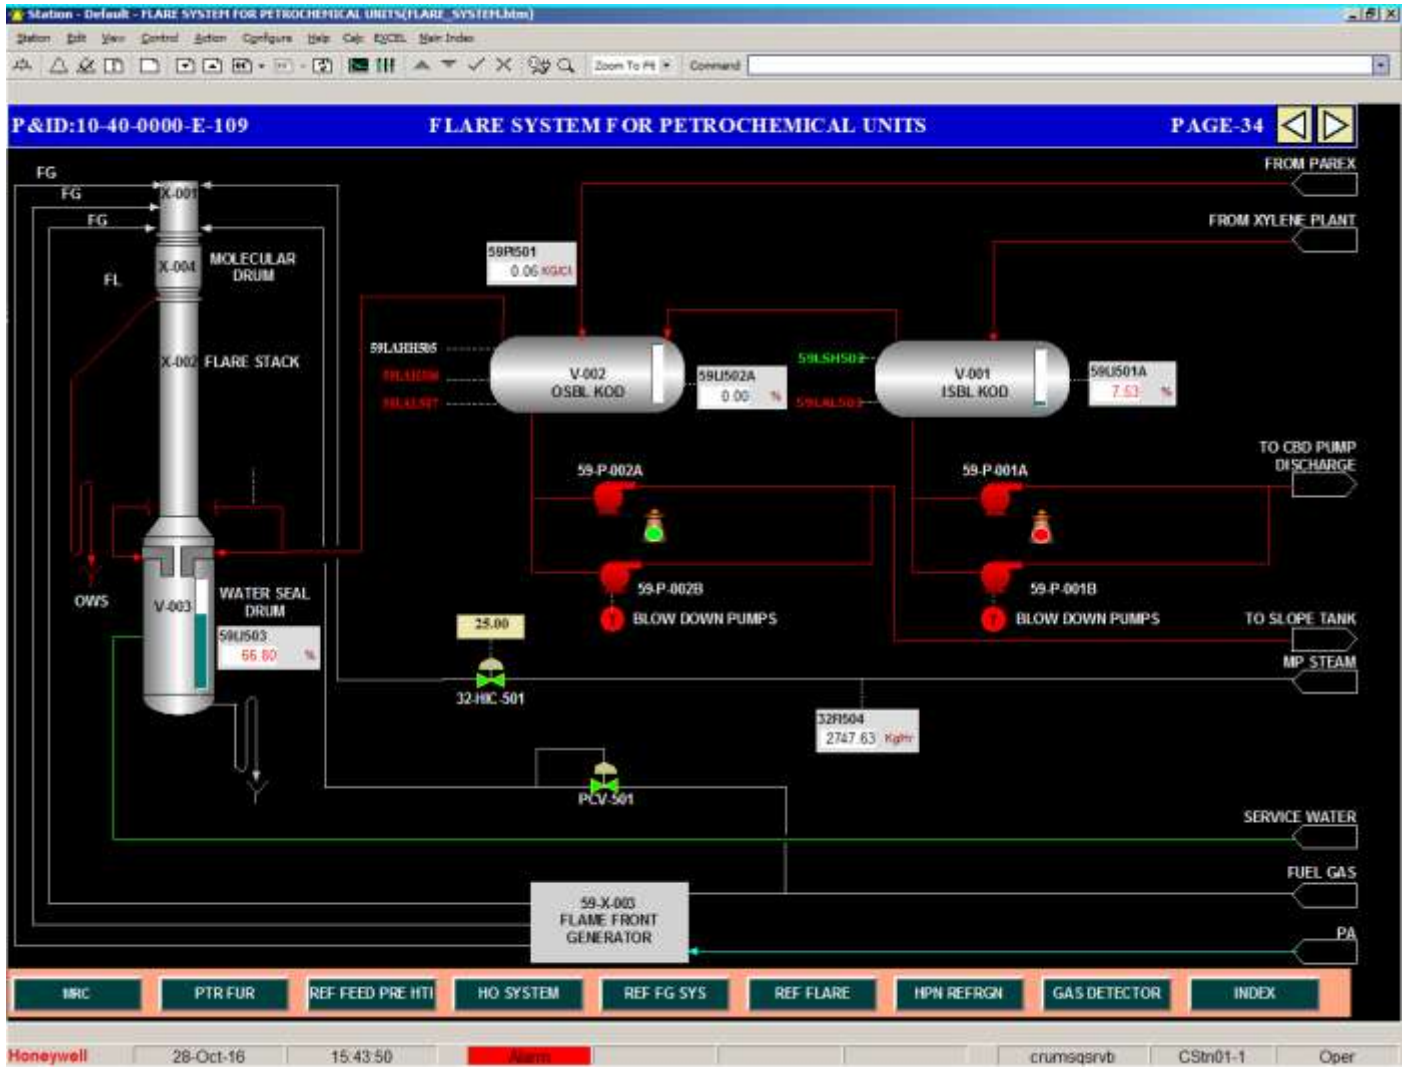 Station - Default - FLARE SYSTEM FOR PETROCHEMICAL UNITS(FLARE_SYSTEM.htm)
Station Edit View Control Action Configure Help Calc EXCEL Main Index
Zoom To Fit Command
P&ID:10-40-0000-E-109 FLARE SYSTEM FOR PETROCHEMICAL UNITS PAGE-34
FROM PAREX
FG
X-001
FG
FG
FROM XYLENE PLANT
59PI501
0.06
MOLECULAR
DRUM
X-004
FL
59LAHH505
59LSH502
X-002 FLARE STACK
V-002
OSBL KOD
59LI502A
0.00 %
V-001
ISBL KOD
59LI501A
7.53 %
59LAL503
TO CBD PUMP
DISCHARGE
59-P-002A
59-P-001A
OWS
V-003
WATER SEAL
DRUM
59LI503
66.80 %
59-P-002B
BLOW DOWN PUMPS
59-P-001B
BLOW DOWN PUMPS
TO SLOPE TANK
25.00
MP STEAM
32-HIC-501
32FI504
2747.63 Kg/Hr
PCV-501
SERVICE WATER
FUEL GAS
59-X-003
FLAME FRONT
GENERATOR
PA
NRC PTR FUR REF FEED PRE HTI HO SYSTEM REF FG SYS REF FLARE HPN REFRGN GAS DETECTOR INDEX
Honeywell 28-Oct-16 15:43:50 Alarm crumsqsrvb CStn01-1 Oper